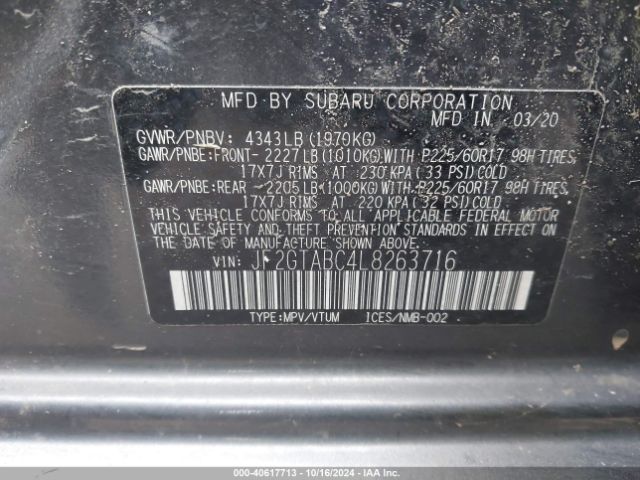 MFD BY SUBARU CORPORATION
MFD IN 03/20
GVWR/PNBV: 4343LB (1970KG)
GAWR/PNBE:FRONT- 2227LB (1010KG),WITH P225/60R17 98H TIRES,
17X7J RIMS AT 230 KPA (33 PSI) COLD
GAWR/PNBE:REAR -2205LB (1000KG) WITH P225/60R17 98H TIRES,
17X7J RIMS AT 220 KPA (32 PSI) COLD
THIS VEHICLE CONFORMS TO ALL APPLICABLE FEDERAL MOTOR
VEHICLE SAFETY, BUMPER, AND THEFT PREVENTION STANDARDS
IN EFFECT ON THE DATE OF MANUFACTURE SHOWN ABOVE.
VIN: JF2GTABC4L8263716
TYPE:MPV/VTUM ICES/NMB-002
000-40617713 - 10/16/2024 - IAA Inc.